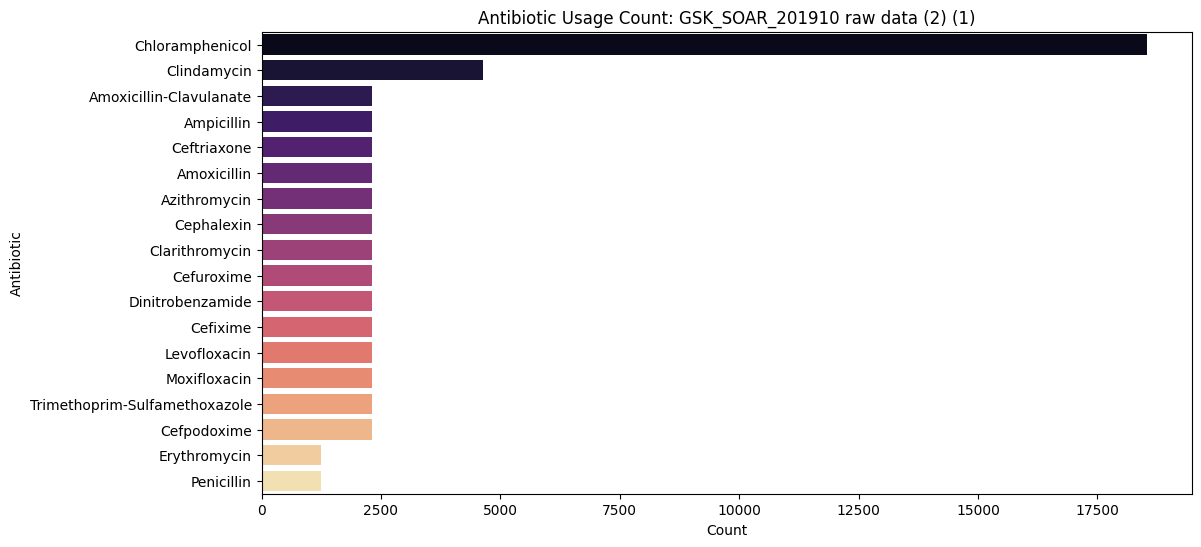 Antibiotic Usage Count: GSK_SOAR_201910 raw data (2) (1)
Chloramphenicol
Clindamycin
Amoxicillin-Clavulanate
Ampicillin
Ceftriaxone
Amoxicillin
Azithromycin
Cephalexin
Clarithromycin
Cefuroxime
Dinitrobenzamide
Cefixime
Levofloxacin
Moxifloxacin
Trimethoprim-Sulfamethoxazole
Cefpodoxime
Erythromycin
Penicillin
Antibiotic
0 2500 5000 7500 10000 12500 15000 17500
Count